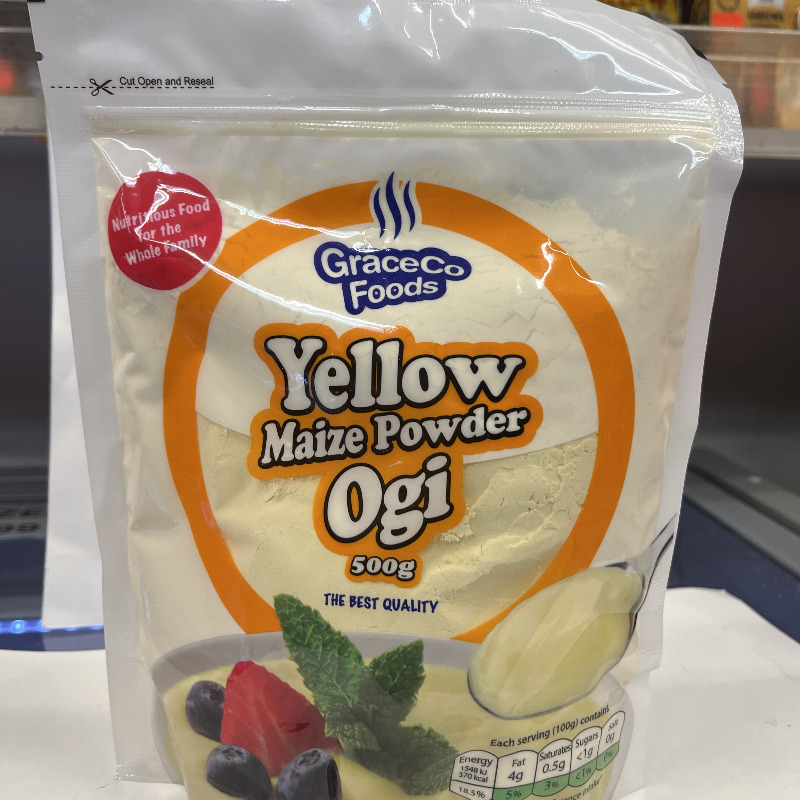 Cut Open and Reseal
Nutritious Food
for the
Whole Family
GraceCo
Foods
Yellow
Maize Powder
Ogi
500g
THE BEST QUALITY
Each serving (100g) contains
Energy
1548 kJ
370 kcal
18.5%
Fat
4g
5%
Saturates
0.5g
3%
Sugars
<1g
<1%
Salt
0g
0%